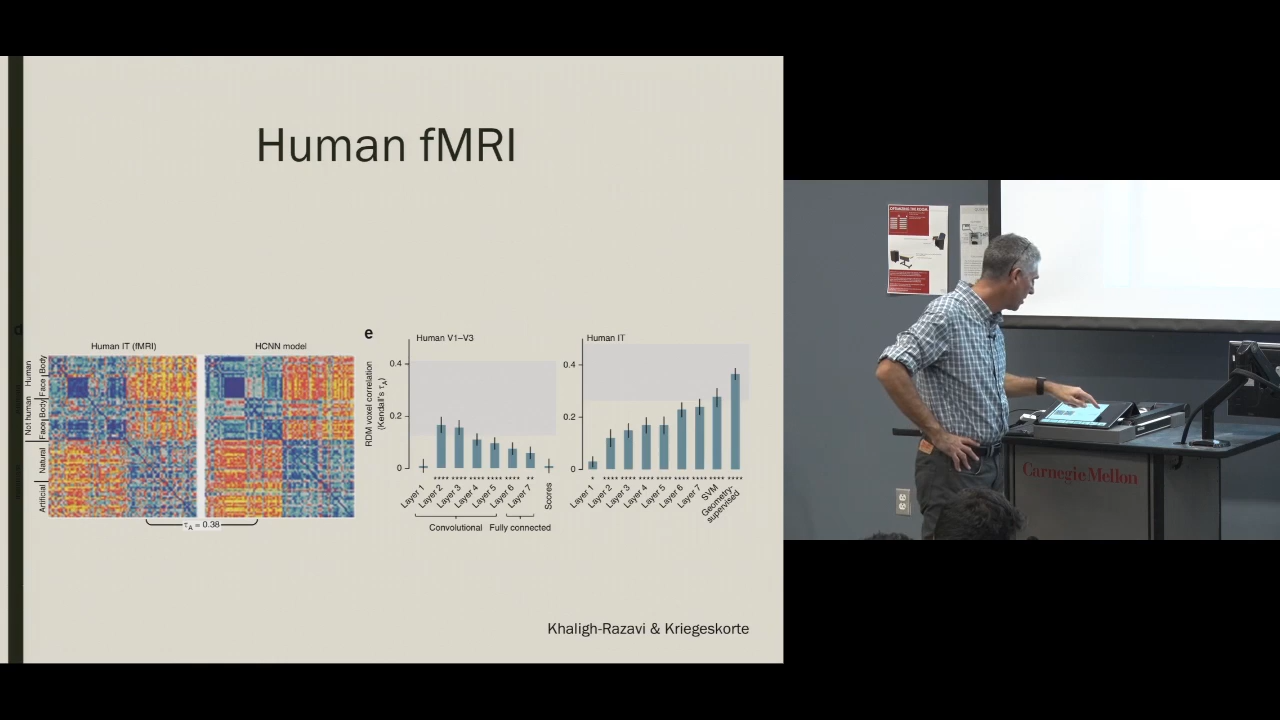 Human fMRI
d
Human IT (fMRI)
HCNN model
Human
Not human
Body
Face
Body
Face
Natural
Artificial
τA = 0.38
e
Human V1–V3
RDM voxel correlation
(Kendall's τA)
0.4
0.2
0
Layer 1
Layer 2
Layer 3
Layer 4
Layer 5
Layer 6
Layer 7
Scores
**** **** **** **** **** **
Convolutional
Fully connected
Human IT
0.4
0.2
0
Layer 1
Layer 2
Layer 3
Layer 4
Layer 5
Layer 6
Layer 7
SVM
Geometry-
supervised
Khaligh-Razavi & Kriegeskorte
Carnegie Mellon